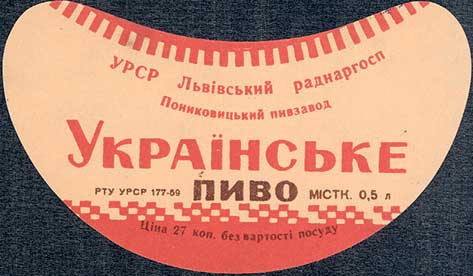 УРСР Львівський раднаргосп
Пониковицький пивзавод
УКРАЇНСЬКЕ
РТУ УРСР 177-59 ПИВО МІСТК. 0,5 л
Ціна 27 коп. без вартості посуду